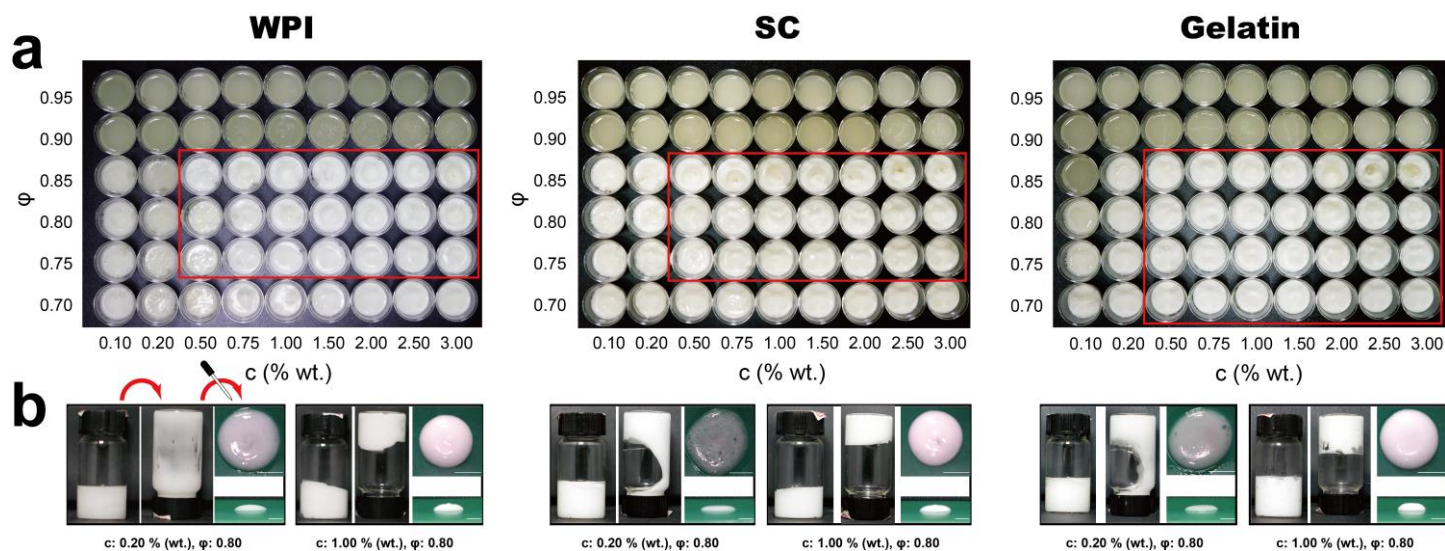 WPI SC Gelatin
a
0.95 0.95 0.95
0.90 0.90 0.90
0.85 0.85 0.85
φ φ φ
0.80 0.80 0.80
0.75 0.75 0.75
0.70 0.70 0.70
0.10 0.20 0.50 0.75 1.00 1.50 2.00 2.50 3.00 0.10 0.20 0.50 0.75 1.00 1.50 2.00 2.50 3.00 0.10 0.20 0.50 0.75 1.00 1.50 2.00 2.50 3.00
c (% wt.) c (% wt.) c (% wt.)
b
c: 0.20 % (wt.), φ: 0.80 c: 1.00 % (wt.), φ: 0.80 c: 0.20 % (wt.), φ: 0.80 c: 1.00 % (wt.), φ: 0.80 c: 0.20 % (wt.), φ: 0.80 c: 1.00 % (wt.), φ: 0.80